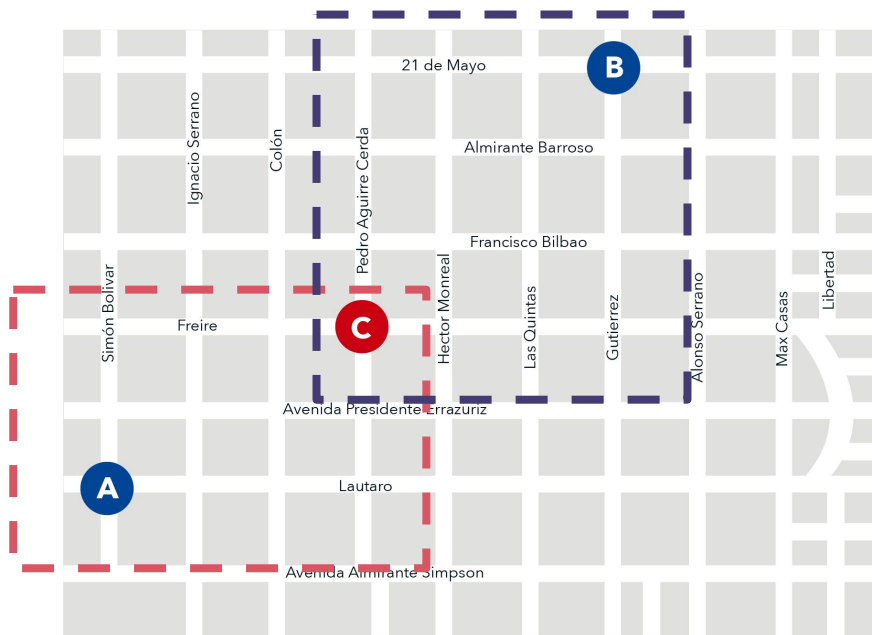 21 de Mayo
B
Ignacio Serrano
Colón
Pedro Aguirre Cerda
Almirante Barroso
Francisco Bilbao
Simón Bolivar
Freire
C
Hector Monreal
Las Quintas
Gutierrez
Alonso Serrano
Max Casas
Libertad
Avenida Presidente Errazuriz
A
Lautaro
Avenida Almirante Simpson